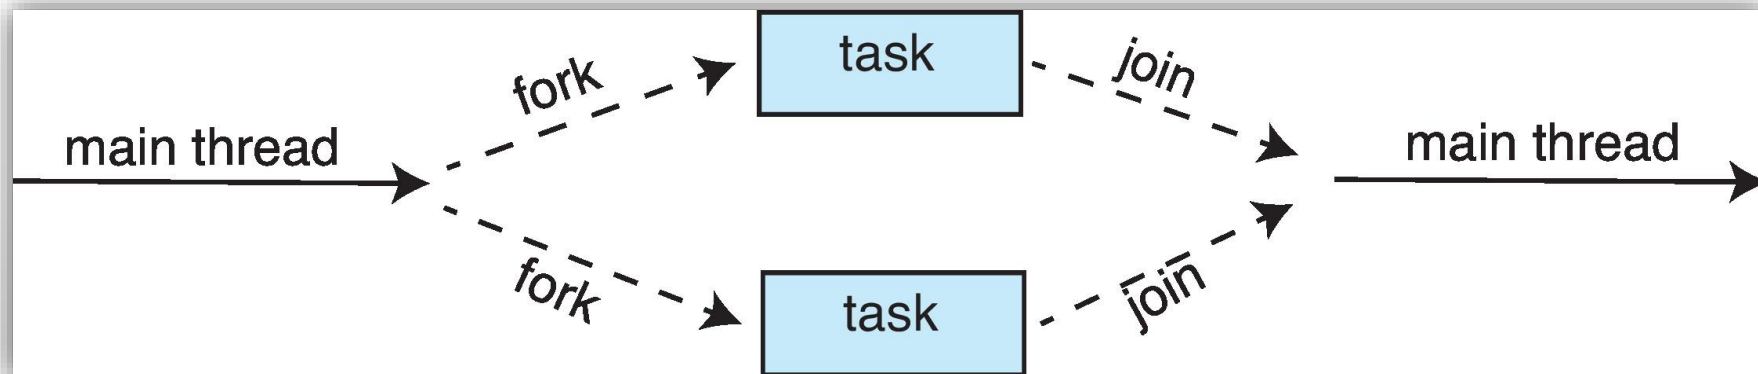 main thread
fork
task
join
main thread
fork
task
join